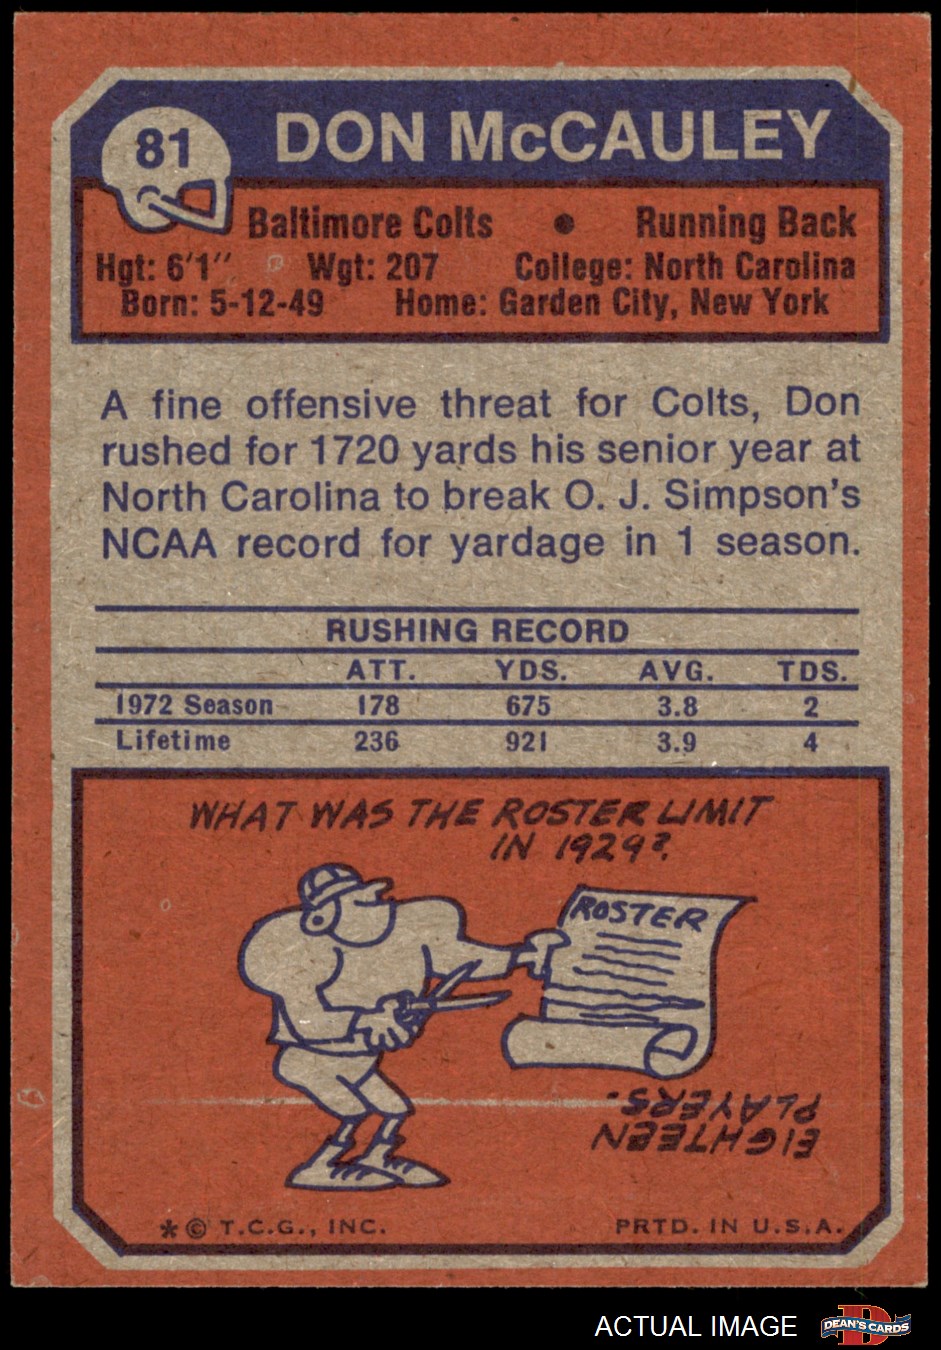 81
DON McCAULEY
Baltimore Colts • Running Back
Hgt: 6'1" Wgt: 207 College: North Carolina
Born: 5-12-49 Home: Garden City, New York
A fine offensive threat for Colts, Don
rushed for 1720 yards his senior year at
North Carolina to break O. J. Simpson's
NCAA record for yardage in 1 season.
RUSHING RECORD
ATT. YDS. AVG. TDS.
1972 Season 178 675 3.8 2
Lifetime 236 921 3.9 4
WHAT WAS THE ROSTER LIMIT
IN 1929?
ROSTER
EIGHTEEN
PLAYERS.
* © T.C.G., INC. PRTD. IN U.S.A.
ACTUAL IMAGE
D
DEAN'S CARDS